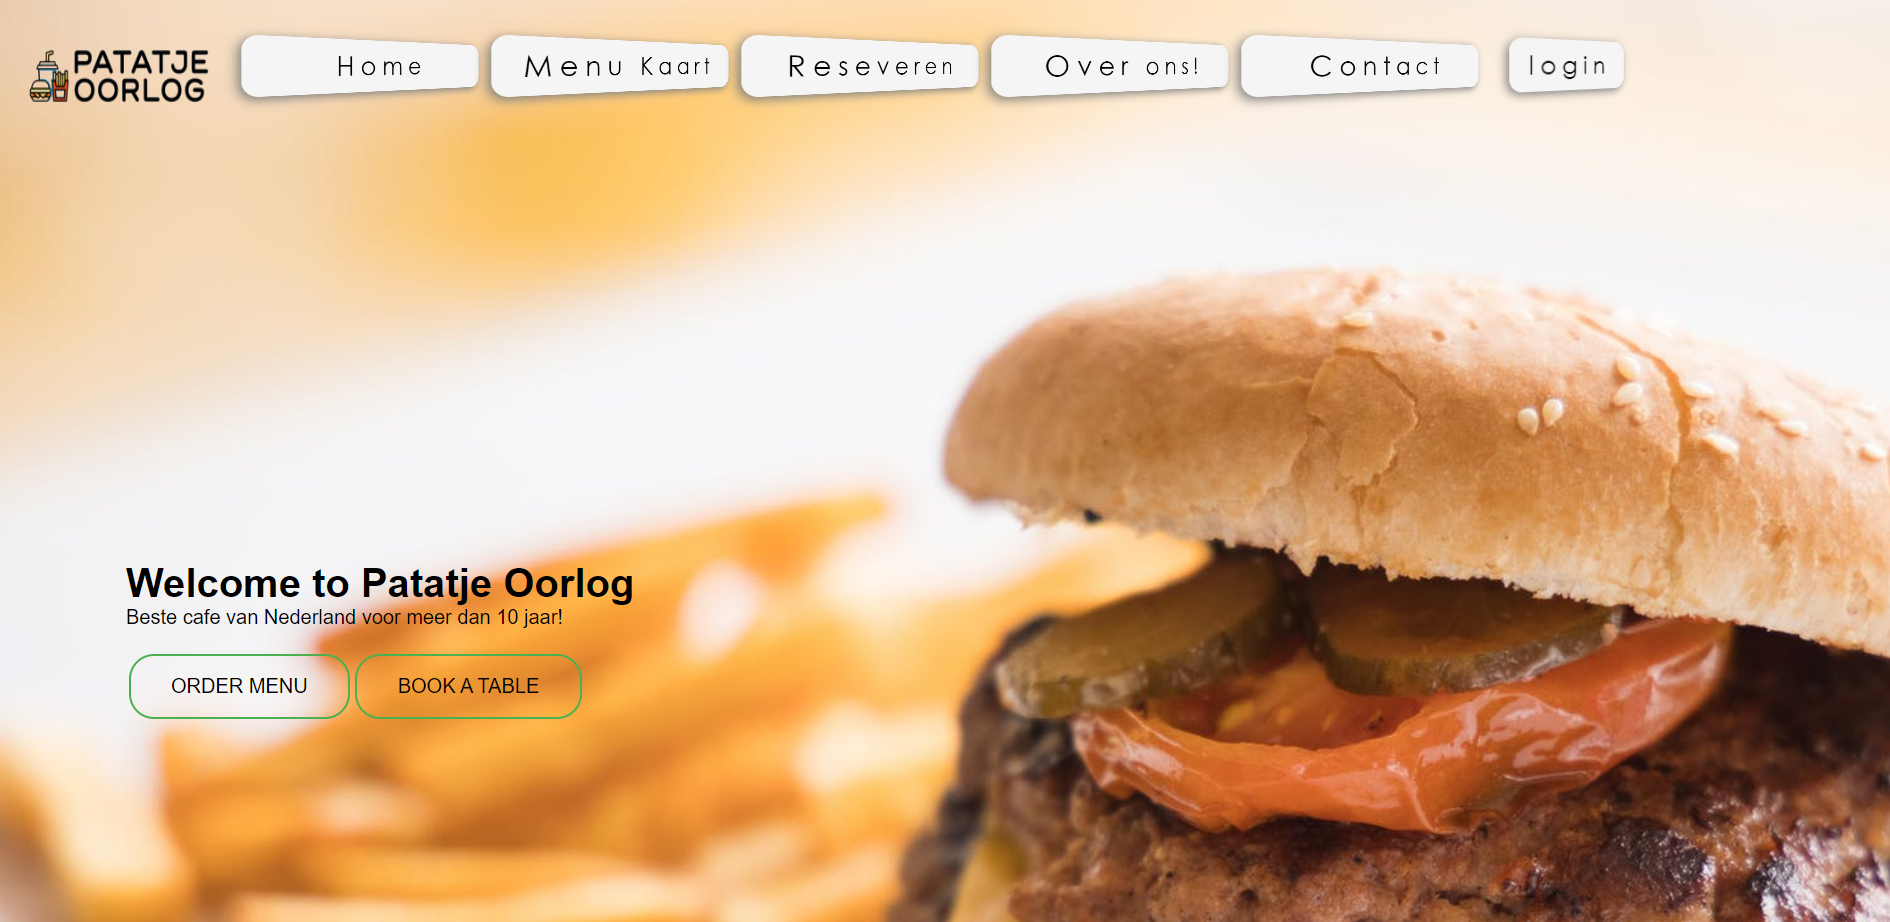 PATATJE
OORLOG
Home
Menu Kaart
Reseveren
Over ons!
Contact
login
Welcome to Patatje Oorlog
Beste cafe van Nederland voor meer dan 10 jaar!
ORDER MENU
BOOK A TABLE